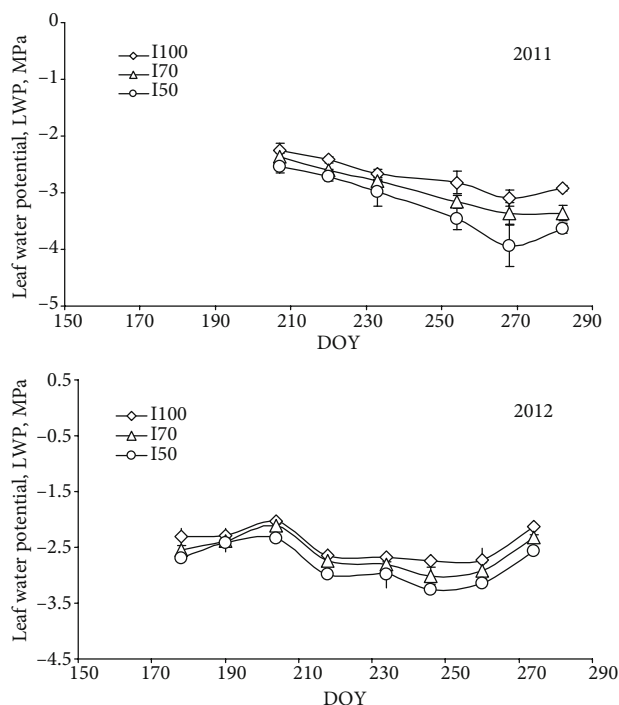 0
−1
−2
−3
−4
−5
I100
I70
I50
2011
Leaf water potential, LWP, MPa
150 170 190 210 230 250 270 290
DOY
0.5
−0.5
−1.5
−2.5
−3.5
−4.5
I100
I70
I50
2012
Leaf water potential, LWP, MPa
150 170 190 210 230 250 270 290
DOY